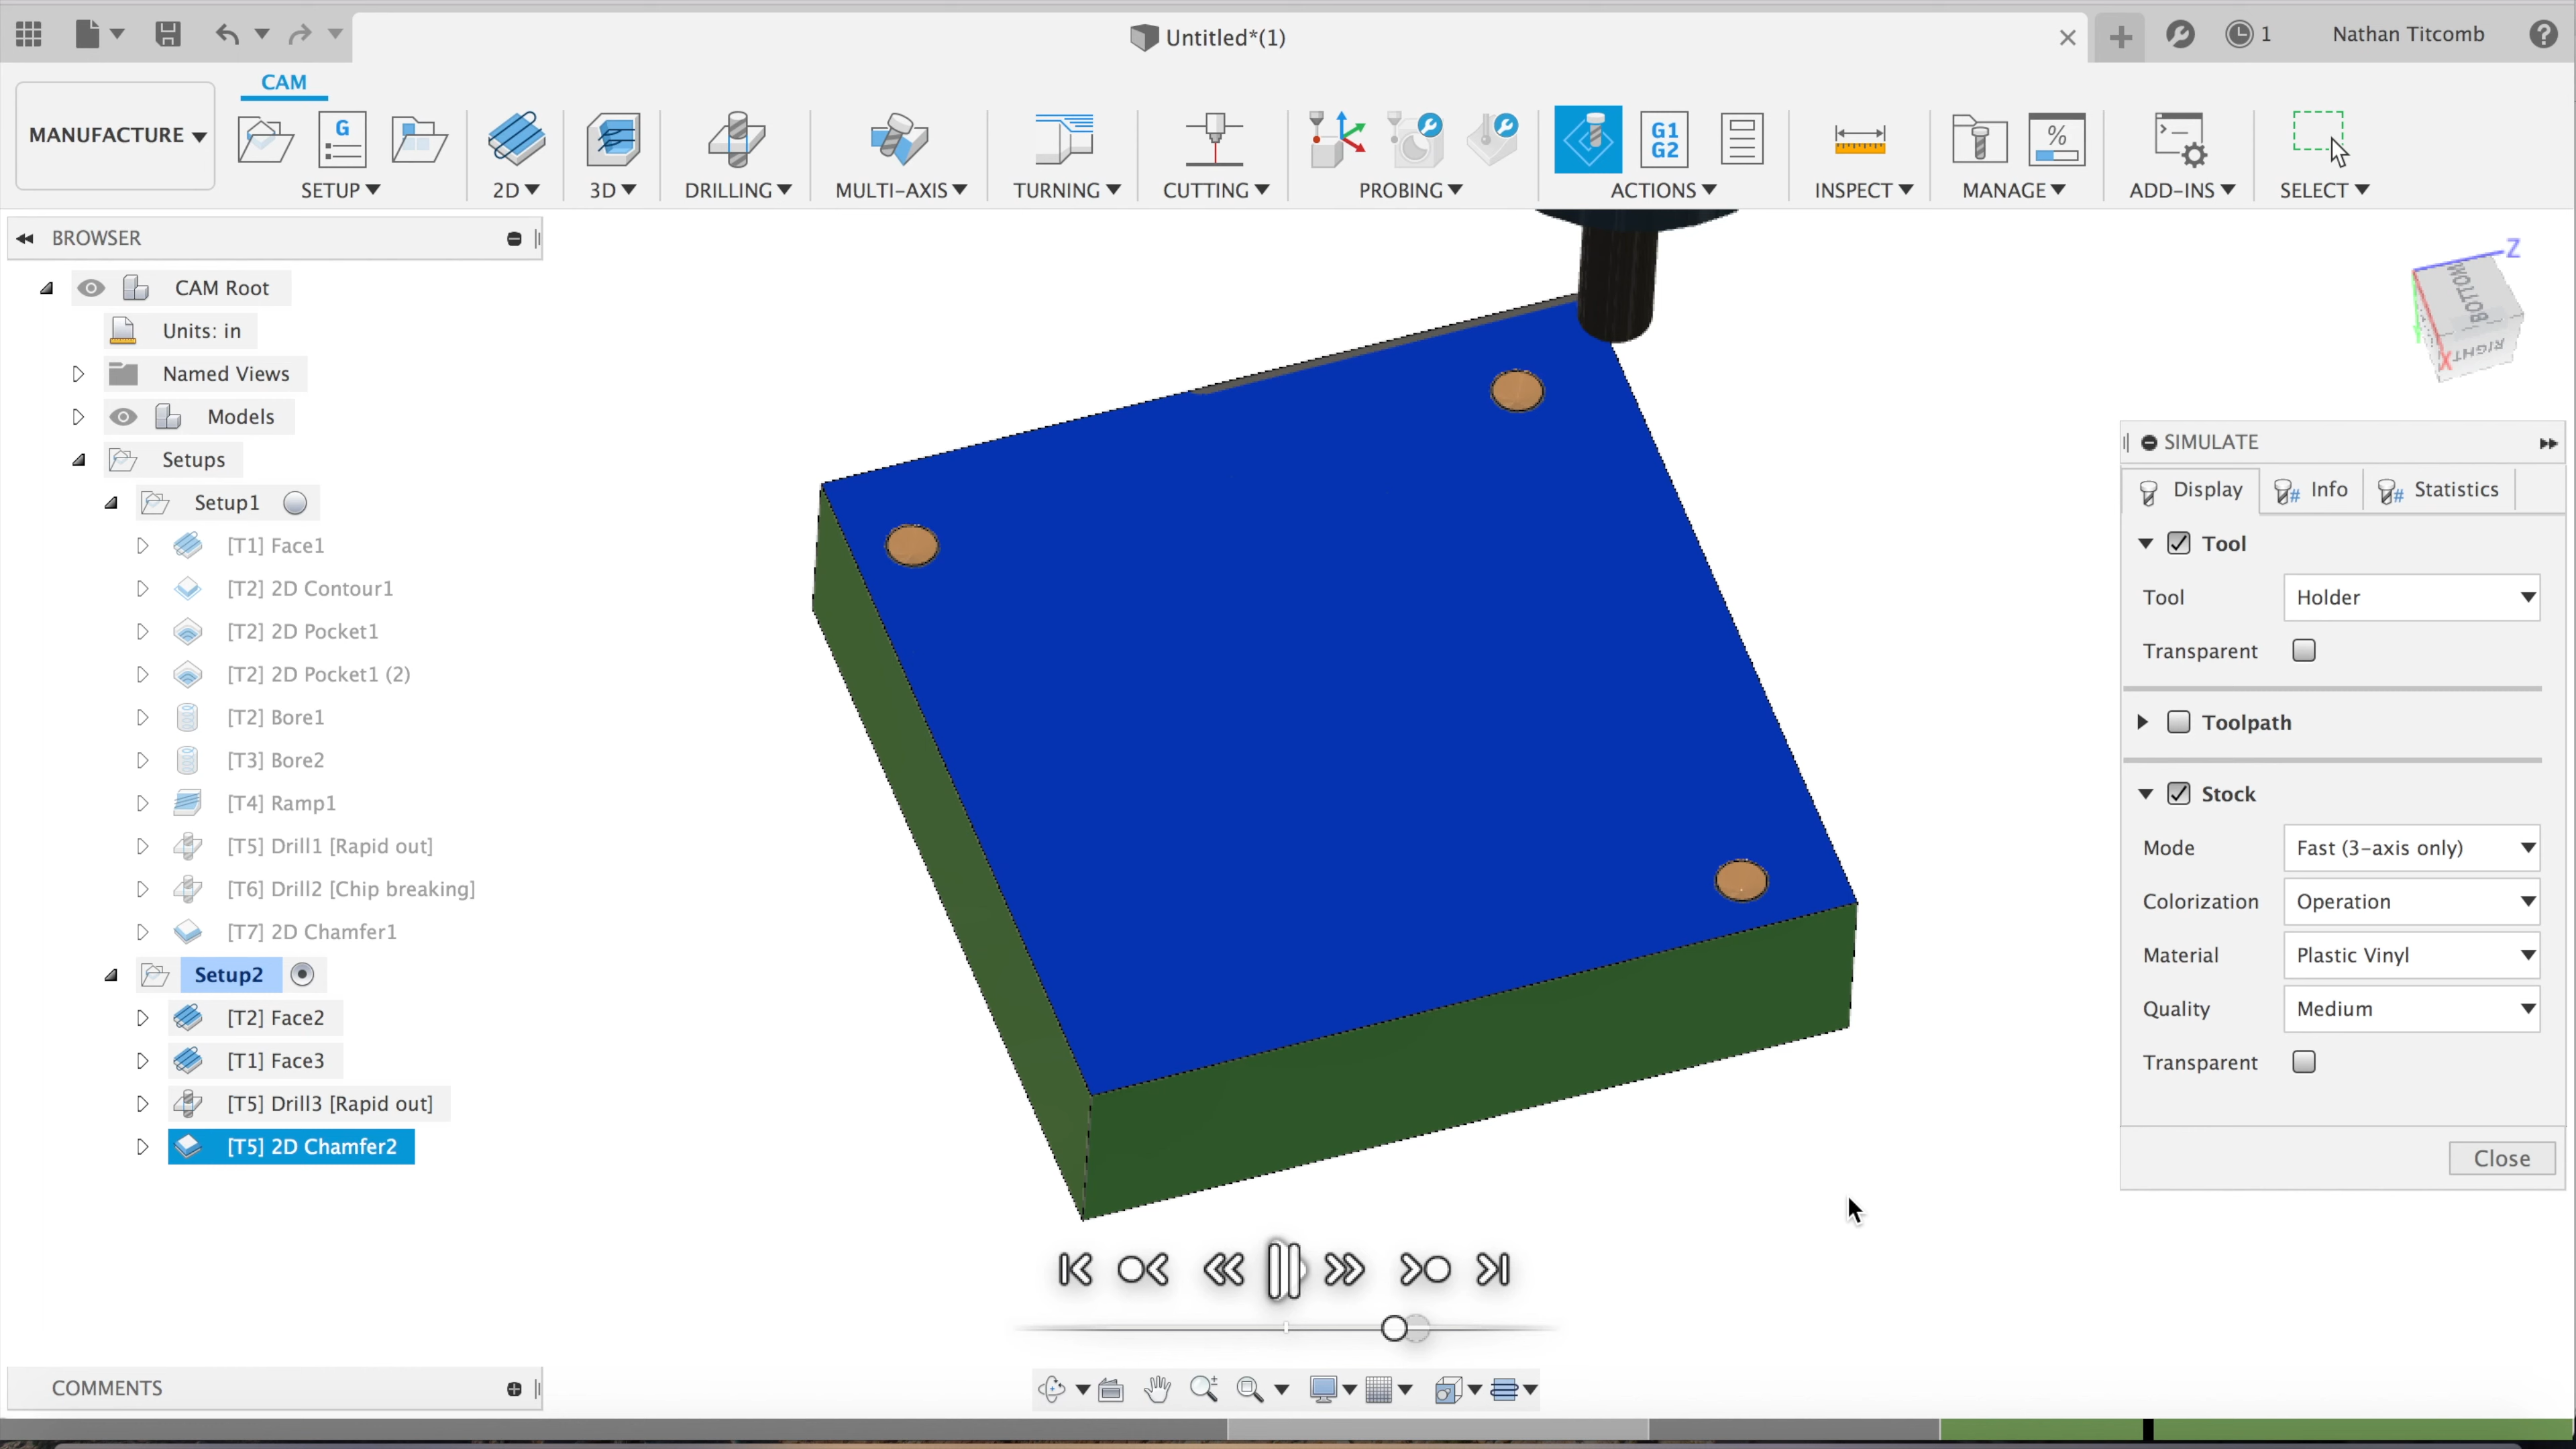 Untitled*(1)
1
Nathan Titcomb
CAM
MANUFACTURE
G
G1
G2
%
SETUP
2D
3D
DRILLING
MULTI-AXIS
TURNING
CUTTING
PROBING
ACTIONS
INSPECT
MANAGE
ADD-INS
SELECT
BROWSER
CAM Root
Units: in
Named Views
Models
Setups
Setup1
[T1] Face1
[T2] 2D Contour1
[T2] 2D Pocket1
[T2] 2D Pocket1 (2)
[T2] Bore1
[T3] Bore2
[T4] Ramp1
[T5] Drill1 [Rapid out]
[T6] Drill2 [Chip breaking]
[T7] 2D Chamfer1
Setup2
[T2] Face2
[T1] Face3
[T5] Drill3 [Rapid out]
[T5] 2D Chamfer2
COMMENTS
Z
BOTTOM
RIGHT
X
SIMULATE
Display
# Info
# Statistics
Tool
Tool Holder
Transparent
Toolpath
Stock
Mode Fast (3-axis only)
Colorization Operation
Material Plastic Vinyl
Quality Medium
Transparent
Close